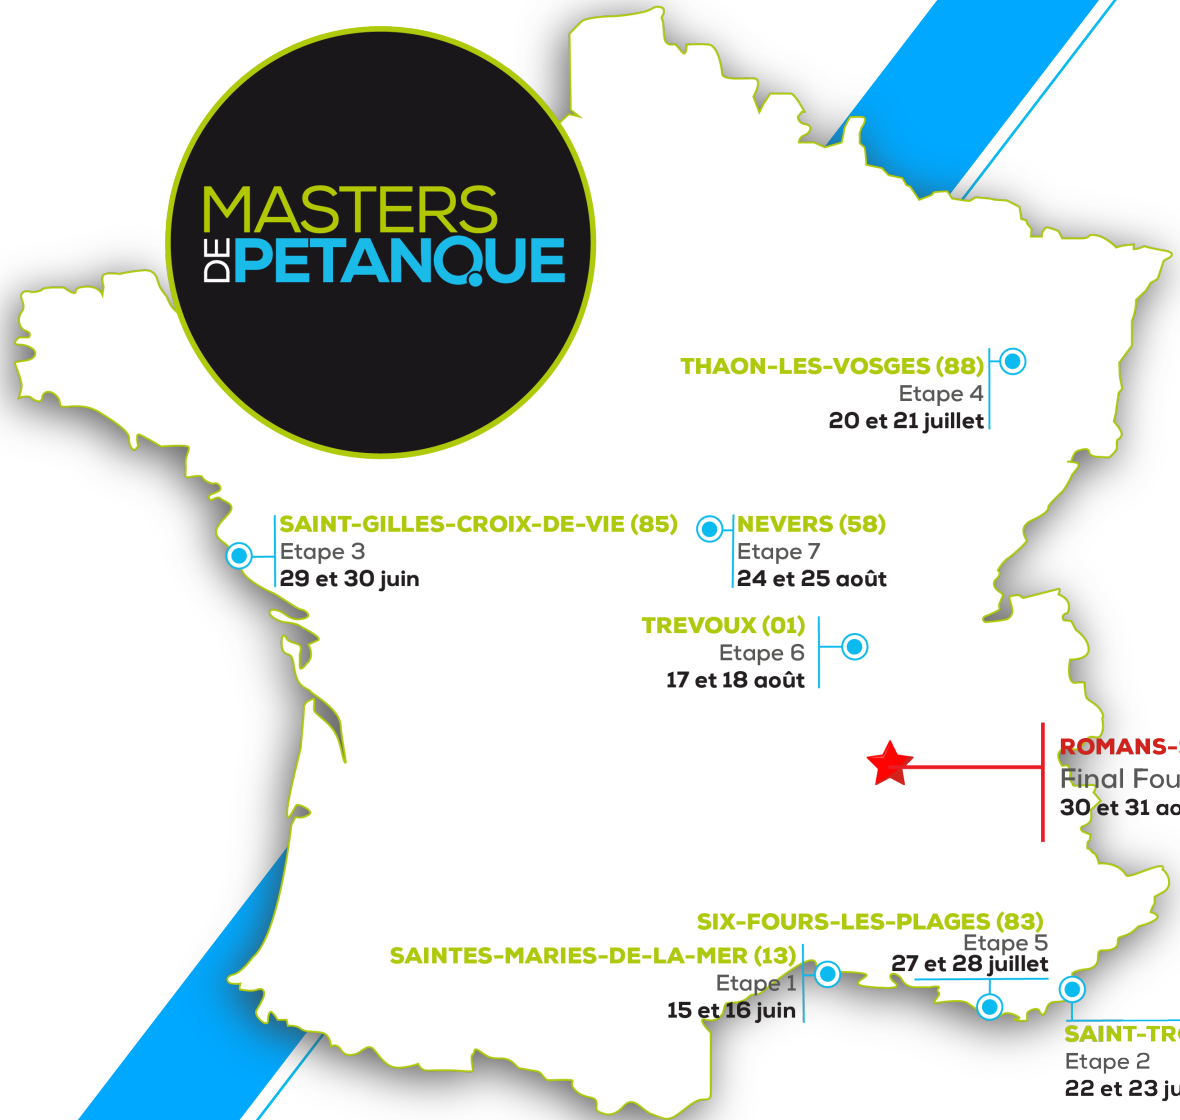 MASTERS
DE PETANQUE
THAON-LES-VOSGES (88)
Etape 4
20 et 21 juillet
SAINT-GILLES-CROIX-DE-VIE (85)
Etape 3
29 et 30 juin
NEVERS (58)
Etape 7
24 et 25 août
TREVOUX (01)
Etape 6
17 et 18 août
ROMANS-
Final Fou
30 et 31 ao
SIX-FOURS-LES-PLAGES (83)
Etape 5
27 et 28 juillet
SAINTES-MARIES-DE-LA-MER (13)
Etape 1
15 et 16 juin
SAINT-TR
Etape 2
22 et 23 ju